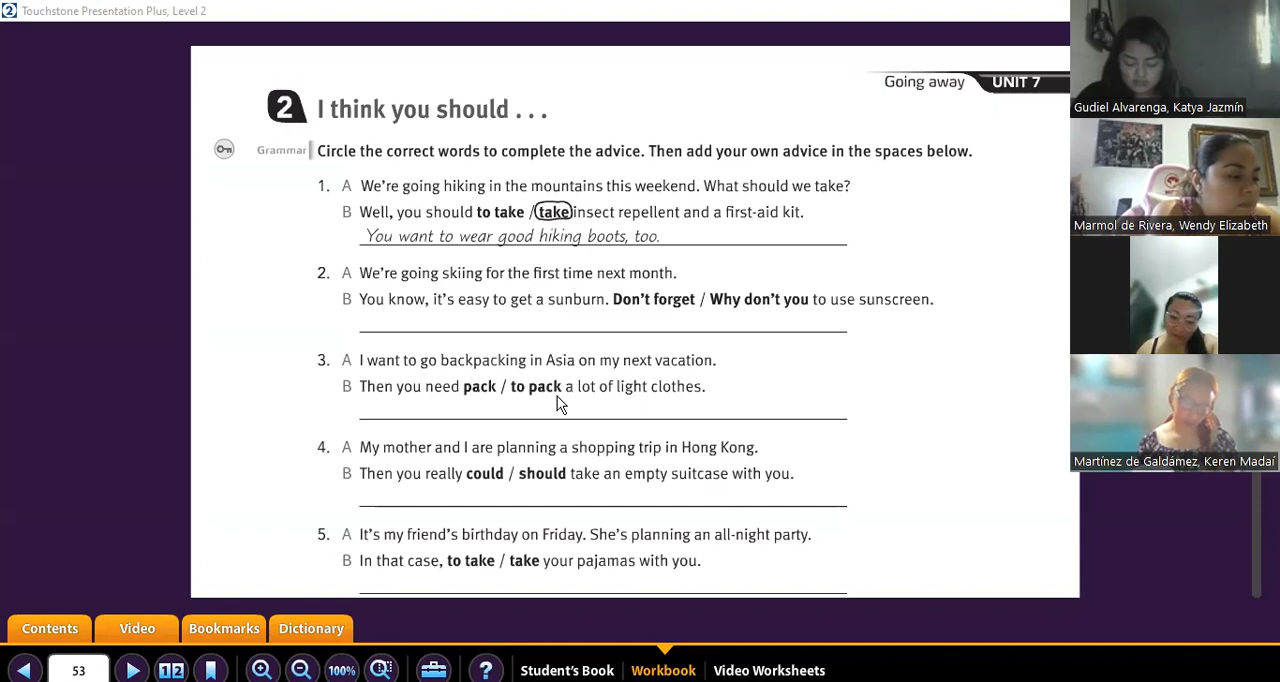 Touchstone Presentation Plus, Level 2
Going away UNIT 7
2 I think you should . . .
Grammar Circle the correct words to complete the advice. Then add your own advice in the spaces below.
1. A We're going hiking in the mountains this weekend. What should we take?
B Well, you should to take / take insect repellent and a first-aid kit.
You want to wear good hiking boots, too.
2. A We're going skiing for the first time next month.
B You know, it's easy to get a sunburn. Don't forget / Why don't you to use sunscreen.
3. A I want to go backpacking in Asia on my next vacation.
B Then you need pack / to pack a lot of light clothes.
4. A My mother and I are planning a shopping trip in Hong Kong.
B Then you really could / should take an empty suitcase with you.
5. A It's my friend's birthday on Friday. She's planning an all-night party.
B In that case, to take / take your pajamas with you.
Gudiel Alvarenga, Katya Jazmín
Marmol de Rivera, Wendy Elizabeth
Martínez de Galdámez, Keren Madaí
Contents Video Bookmarks Dictionary
53 12 100% ? Student's Book Workbook Video Worksheets